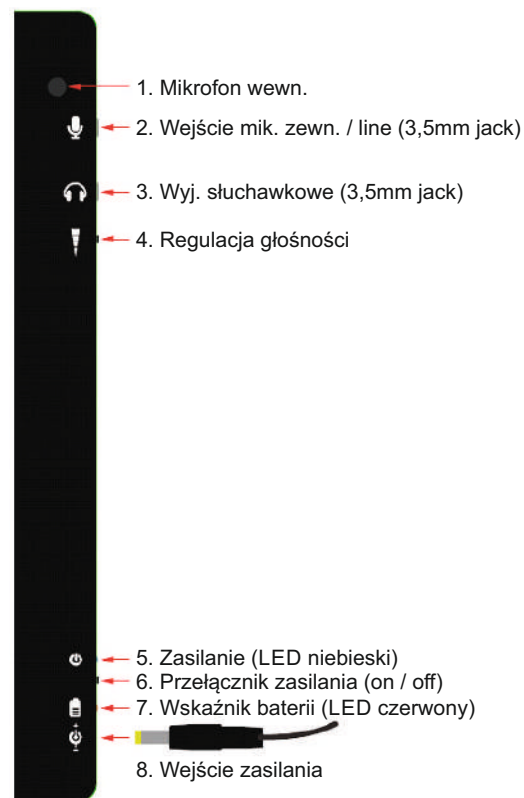 1. Mikrofon wewn.
2. Wejście mik. zewn. / line (3,5mm jack)
3. Wyj. słuchawkowe (3,5mm jack)
4. Regulacja głośności
5. Zasilanie (LED niebieski)
6. Przełącznik zasilania (on / off)
7. Wskaźnik baterii (LED czerwony)
8. Wejście zasilania